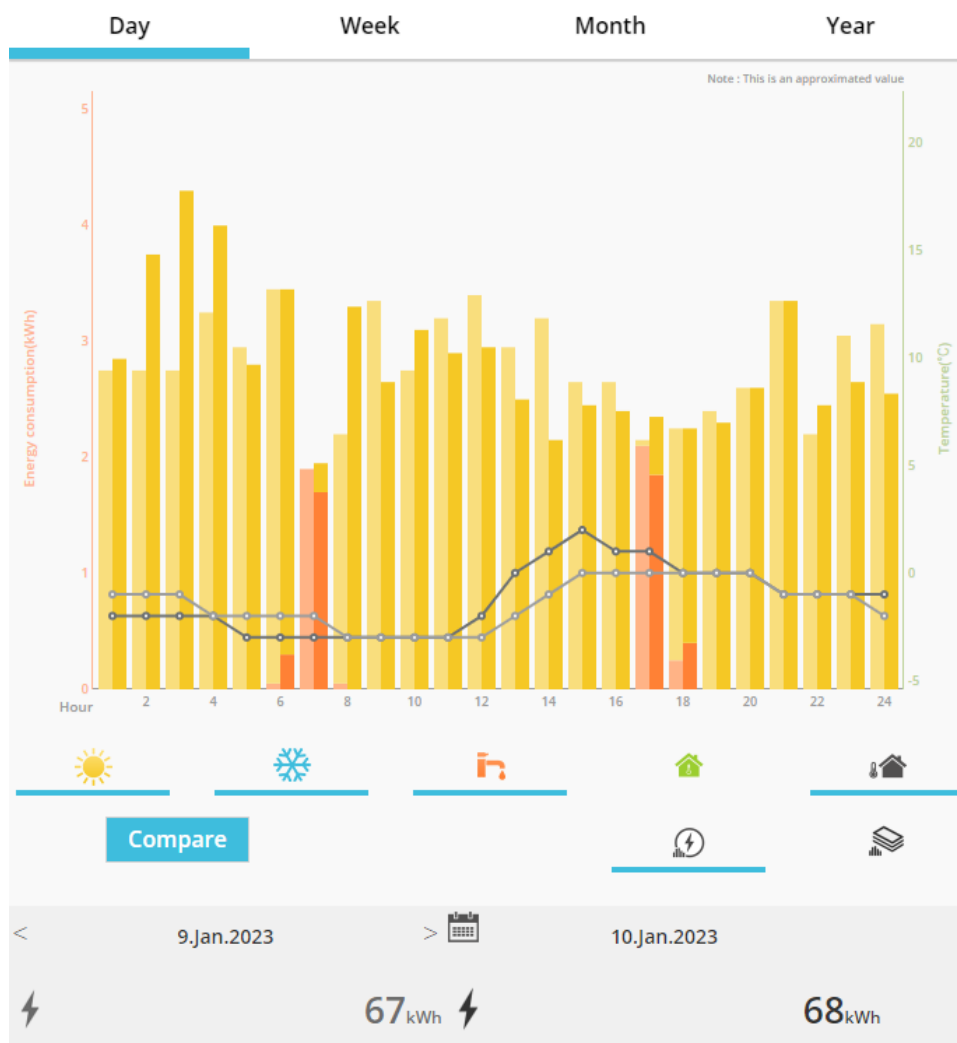 Day Week Month Year
Note : This is an approximated value
5
4
3
2
1
0
Energy consumption(kWh)
20
15
10
5
0
-5
Temperature(°C)
Hour 2 4 6 8 10 12 14 16 18 20 22 24
Compare
< 9.Jan.2023 > 10.Jan.2023
67kWh 68kWh